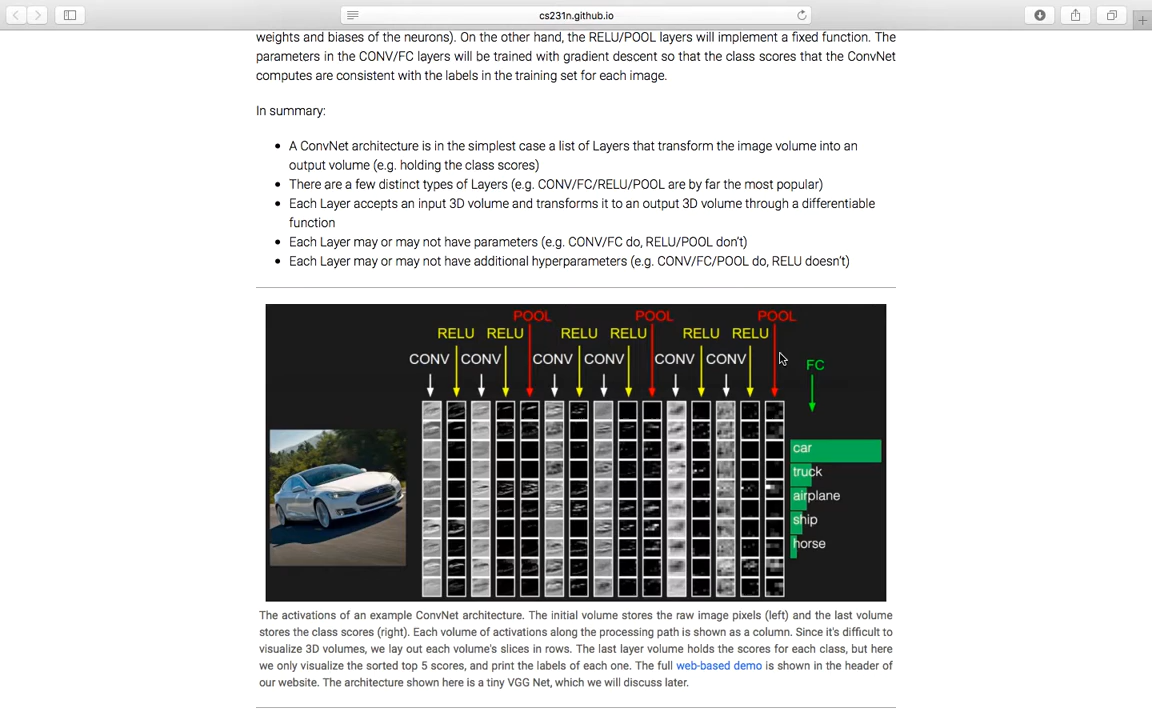 cs231n.github.io
weights and biases of the neurons). On the other hand, the RELU/POOL layers will implement a fixed function. The
parameters in the CONV/FC layers will be trained with gradient descent so that the class scores that the ConvNet
computes are consistent with the labels in the training set for each image.
In summary:
• A ConvNet architecture is in the simplest case a list of Layers that transform the image volume into an
output volume (e.g. holding the class scores)
• There are a few distinct types of Layers (e.g. CONV/FC/RELU/POOL are by far the most popular)
• Each Layer accepts an input 3D volume and transforms it to an output 3D volume through a differentiable
function
• Each Layer may or may not have parameters (e.g. CONV/FC do, RELU/POOL don't)
• Each Layer may or may not have additional hyperparameters (e.g. CONV/FC/POOL do, RELU doesn't)
POOL POOL POOL
RELU RELU RELU RELU RELU RELU
CONV CONV CONV CONV CONV CONV
FC
car
truck
airplane
ship
horse
The activations of an example ConvNet architecture. The initial volume stores the raw image pixels (left) and the last volume
stores the class scores (right). Each volume of activations along the processing path is shown as a column. Since it's difficult to
visualize 3D volumes, we lay out each volume's slices in rows. The last layer volume holds the scores for each class, but here
we only visualize the sorted top 5 scores, and print the labels of each one. The full web-based demo is shown in the header of
our website. The architecture shown here is a tiny VGG Net, which we will discuss later.